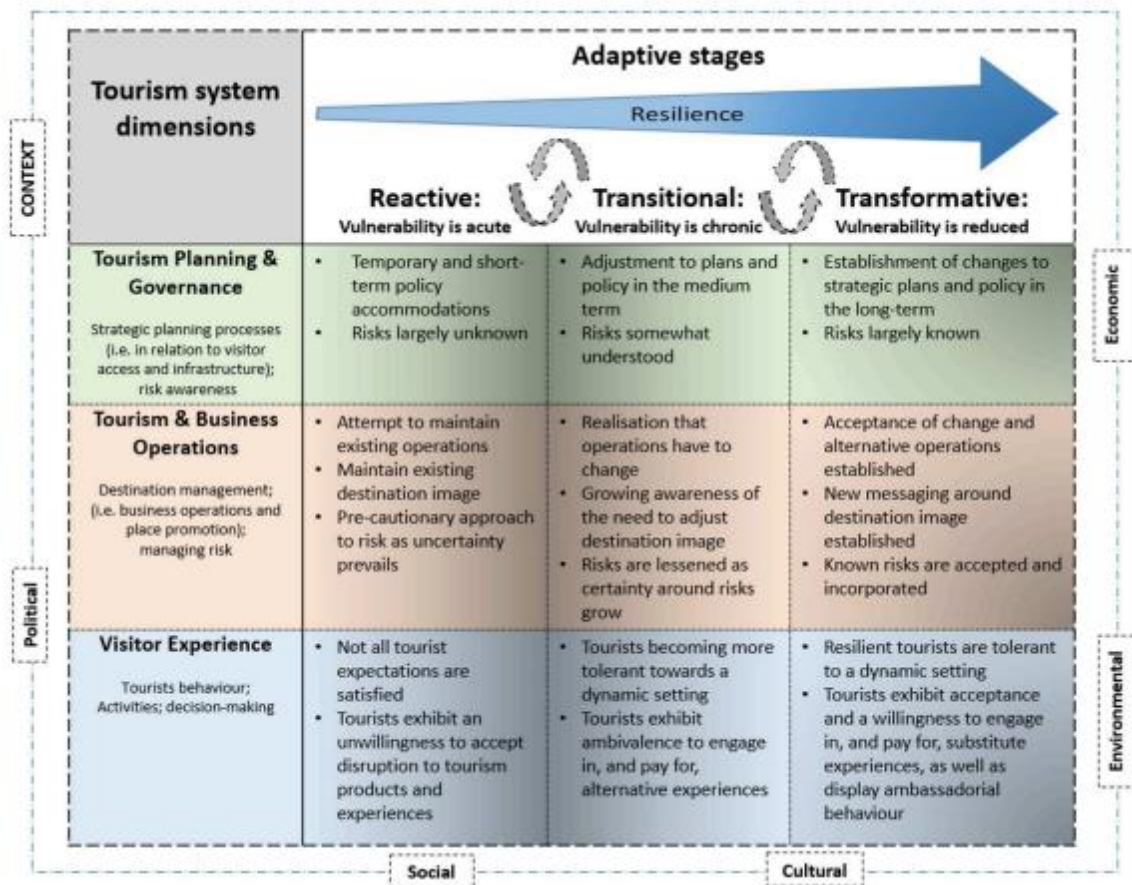 Tourism system
dimensions
Adaptive stages
Resilience
Reactive:
Vulnerability is acute
Transitional:
Vulnerability is chronic
Transformative:
Vulnerability is reduced
Tourism Planning &
Governance
Strategic planning processes
(i.e. in relation to visitor
access and infrastructure);
risk awareness
• Temporary and short-
term policy
accommodations
• Risks largely unknown
• Adjustment to plans and
policy in the medium
term
• Risks somewhat
understood
• Establishment of changes to
strategic plans and policy in
the long-term
• Risks largely known
Tourism & Business
Operations
Destination management;
(i.e. business operations and
place promotion);
managing risk
• Attempt to maintain
existing operations
• Maintain existing
destination image
• Pre-cautionary approach
to risk as uncertainty
prevails
• Realisation that
operations have to
change
• Growing awareness of
the need to adjust
destination image
• Risks are lessened as
certainty around risks
grow
• Acceptance of change and
alternative operations
established
• New messaging around
destination image
established
• Known risks are accepted and
incorporated
Visitor Experience
Tourists behaviour;
Activities; decision-making
• Not all tourist
expectations are
satisfied
• Tourists exhibit an
unwillingness to accept
disruption to tourism
products and
experiences
• Tourists becoming more
tolerant towards a
dynamic setting
• Tourists exhibit
ambivalence to engage
in, and pay for,
alternative experiences
• Resilient tourists are tolerant
to a dynamic setting
• Tourists exhibit acceptance
and a willingness to engage
in, and pay for, substitute
experiences, as well as
display ambassadorial
behaviour
CONTEXT
Political
Economic
Environmental
Social
Cultural